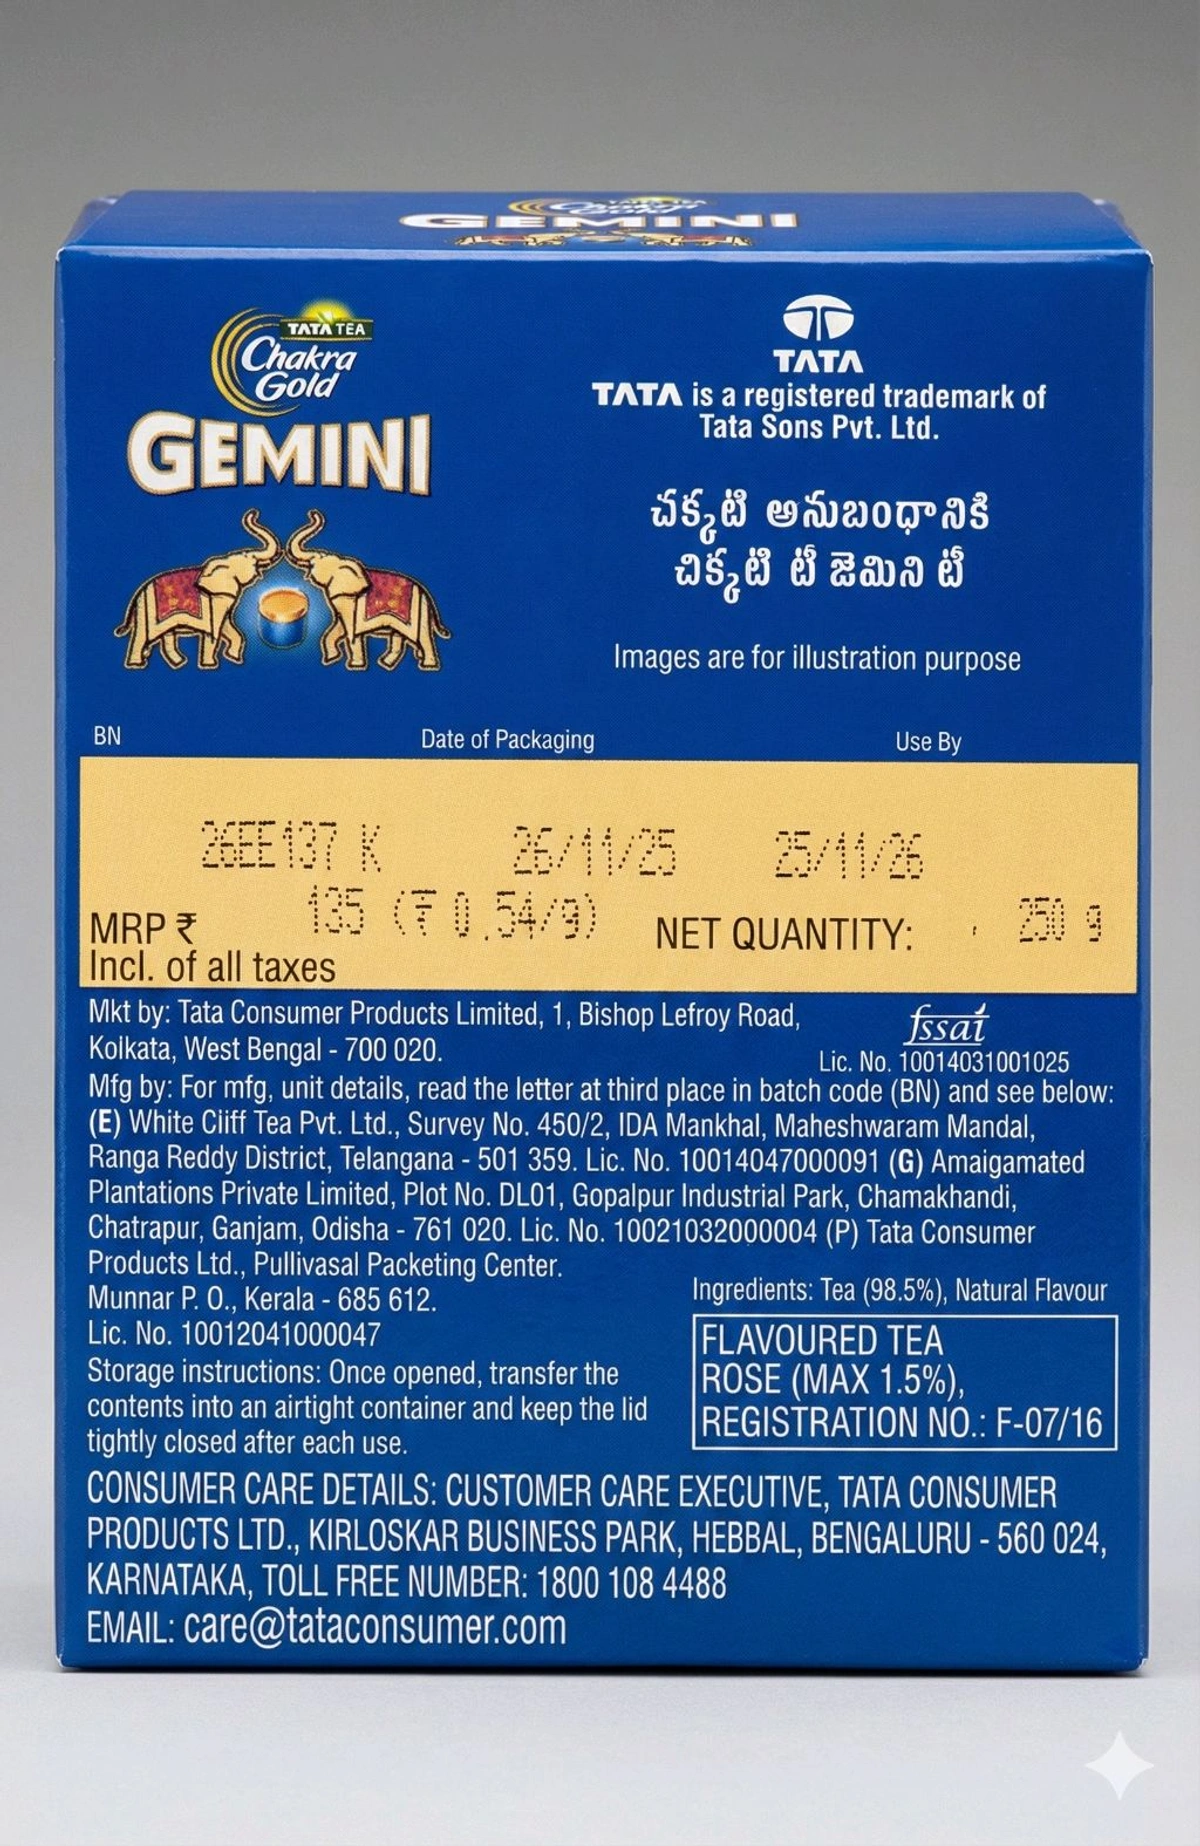 TATA TEA
Chakra
Gold
GEMINI
TATA TEA
Chakra
Gold
GEMINI
TATA
TATA is a registered trademark of
Tata Sons Pvt. Ltd.
చక్కటి అనుబంధానికి
చిక్కటి టీ జెమిని టీ
Images are for illustration purpose
BN Date of Packaging Use By
26EE137 K 26/11/25 25/11/26
MRP ₹ 135 (₹ 0.54/g) NET QUANTITY: 250 g
Incl. of all taxes
Mkt by: Tata Consumer Products Limited, 1, Bishop Lefroy Road,
Kolkata, West Bengal - 700 020.
fssai
Lic. No. 10014031001025
Mfg by: For mfg, unit details, read the letter at third place in batch code (BN) and see below:
(E) White Ciiff Tea Pvt. Ltd., Survey No. 450/2, IDA Mankhal, Maheshwaram Mandal,
Ranga Reddy District, Telangana - 501 359. Lic. No. 10014047000091 (G) Amaigamated
Plantations Private Limited, Plot No. DL01, Gopalpur Industrial Park, Chamakhandi,
Chatrapur, Ganjam, Odisha - 761 020. Lic. No. 10021032000004 (P) Tata Consumer
Products Ltd., Pullivasal Packeting Center.
Munnar P. O., Kerala - 685 612.
Lic. No. 10012041000047
Ingredients: Tea (98.5%), Natural Flavour
FLAVOURED TEA
ROSE (MAX 1.5%),
REGISTRATION NO.: F-07/16
Storage instructions: Once opened, transfer the
contents into an airtight container and keep the lid
tightly closed after each use.
CONSUMER CARE DETAILS: CUSTOMER CARE EXECUTIVE, TATA CONSUMER
PRODUCTS LTD., KIRLOSKAR BUSINESS PARK, HEBBAL, BENGALURU - 560 024,
KARNATAKA, TOLL FREE NUMBER: 1800 108 4488
EMAIL: care@tataconsumer.com